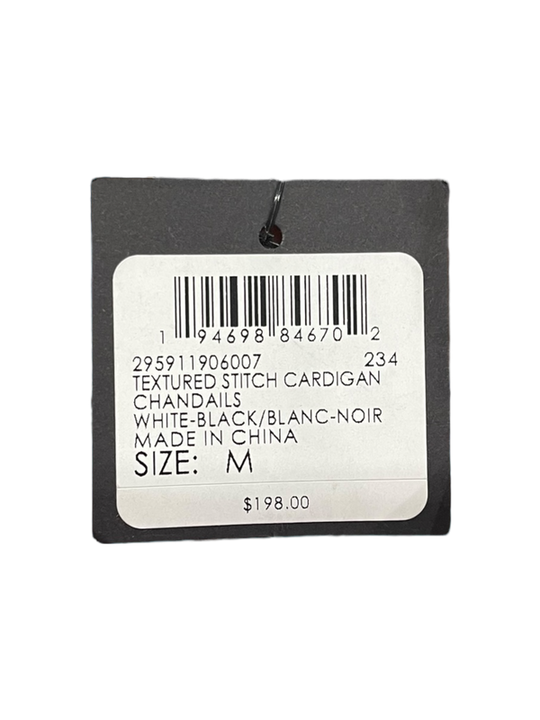 1 94698 84670 2
295911906007 234
TEXTURED STITCH CARDIGAN
CHANDAILS
WHITE-BLACK/BLANC-NOIR
MADE IN CHINA
SIZE: M
$198.00